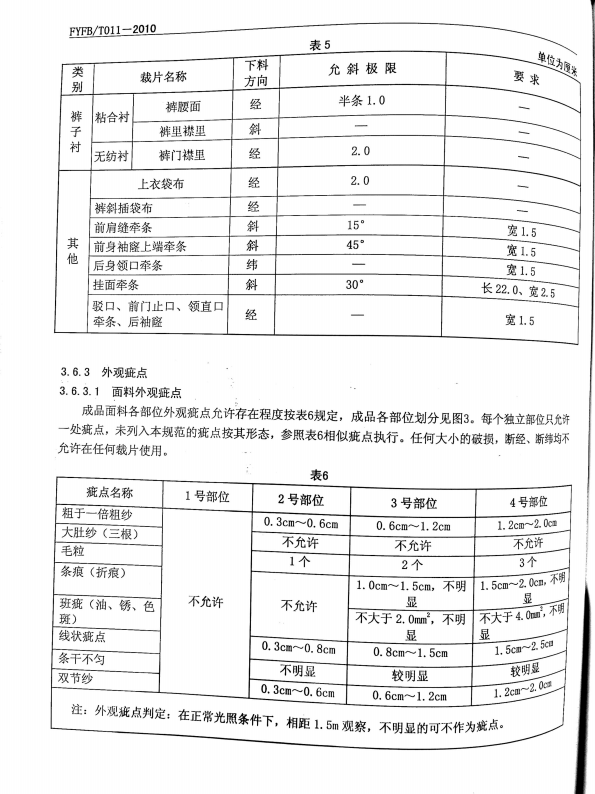 FYFB/T011—2010
表5
单位为厘米
类别 裁片名称 下料方向 允斜极限 要求
裤子衬 粘合衬 裤腰面 经 半条1.0 —
裤里襟里 斜 — —
无纺衬 裤门襟里 经 2.0 —
其他 上衣袋布 经 2.0 —
裤斜插袋布 经 — —
前肩缝牵条 斜 15° 宽1.5
前身袖窿上端牵条 斜 45° 宽1.5
后身领口牵条 纬 — 宽1.5
挂面牵条 斜 30° 长22.0、宽2.5
驳口、前门止口、领直口
牵条、后袖窿 经 — 宽1.5
3.6.3 外观疵点
3.6.3.1 面料外观疵点
成品面料各部位外观疵点允许存在程度按表6规定，成品各部位划分见图3。每个独立部位只允许
一处疵点，未列入本规范的疵点按其形态，参照表6相似疵点执行。任何大小的破损，断经、断纬均不
允许在任何裁片使用。
表6
疵点名称 1号部位 2号部位 3号部位 4号部位
粗于一倍粗纱 不允许 0.3cm～0.6cm 0.6cm～1.2cm 1.2cm～2.0cm
大肚纱（三根） 不允许 不允许 不允许
毛粒 1个 2个 3个
条痕（折痕） 不允许 1.0cm～1.5cm，不明显 1.5cm～2.0cm，不明显
班疵（油、锈、色斑） 不大于2.0mm²，不明显 不大于4.0mm²，不明显
线状疵点 0.3cm～0.8cm 0.8cm～1.5cm 1.5cm～2.5cm
条干不匀 不明显 较明显 较明显
双节纱 0.3cm～0.6cm 0.6cm～1.2cm 1.2cm～2.0cm
注：外观疵点判定：在正常光照条件下，相距1.5m观察，不明显的可不作为疵点。